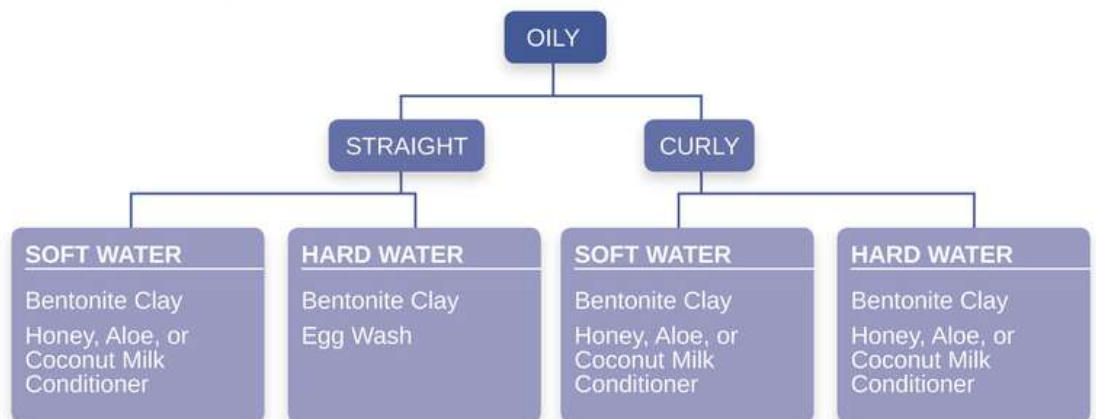 OILY
STRAIGHT
CURLY
SOFT WATER
Bentonite Clay
Honey, Aloe, or
Coconut Milk
Conditioner
HARD WATER
Bentonite Clay
Egg Wash
SOFT WATER
Bentonite Clay
Honey, Aloe, or
Coconut Milk
Conditioner
HARD WATER
Bentonite Clay
Honey, Aloe, or
Coconut Milk
Conditioner